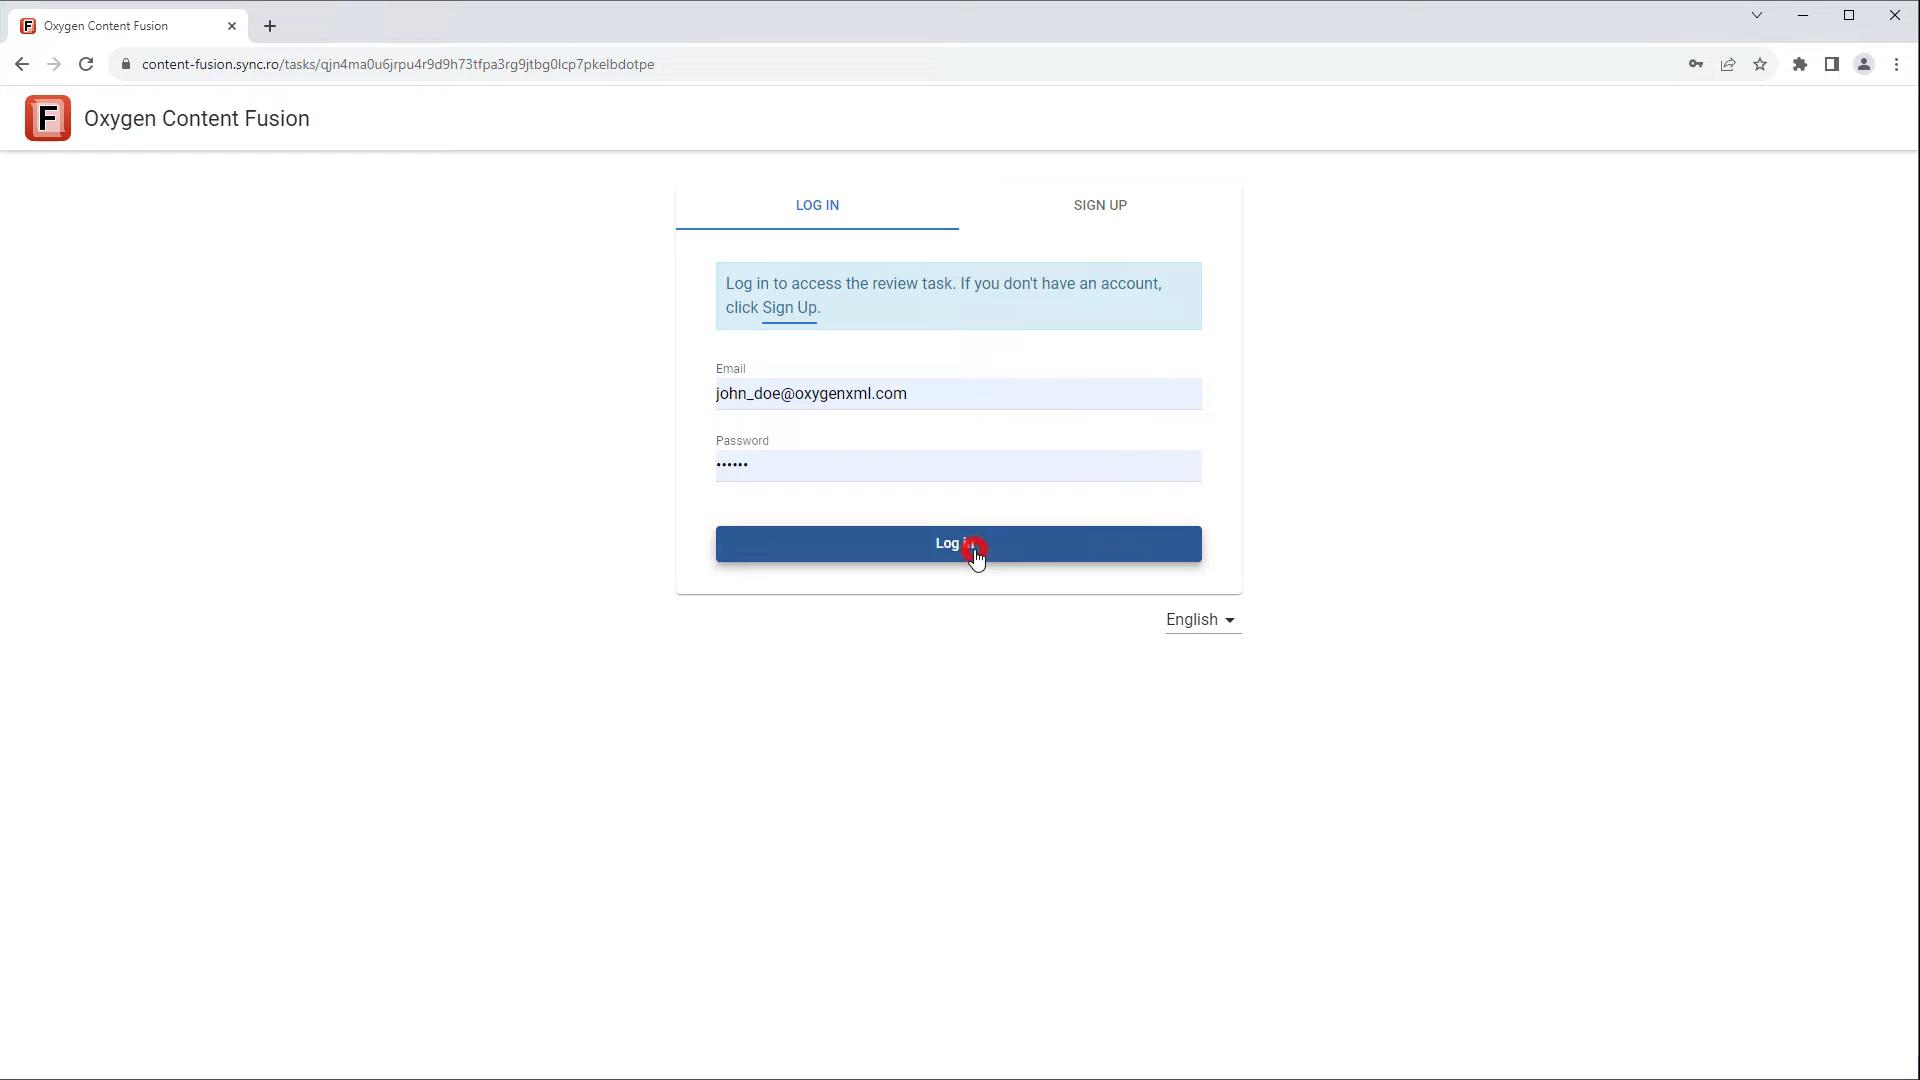 Oxygen Content Fusion
content-fusion.sync.ro/tasks/qjn4ma0u6jrpu4r9d9h73tfpa3rg9jtbg0lcp7pkelbdotpe
F Oxygen Content Fusion
LOG IN
SIGN UP
Log in to access the review task. If you don't have an account,
click Sign Up.
Email
john_doe@oxygenxml.com
Password
••••••
Log in
English